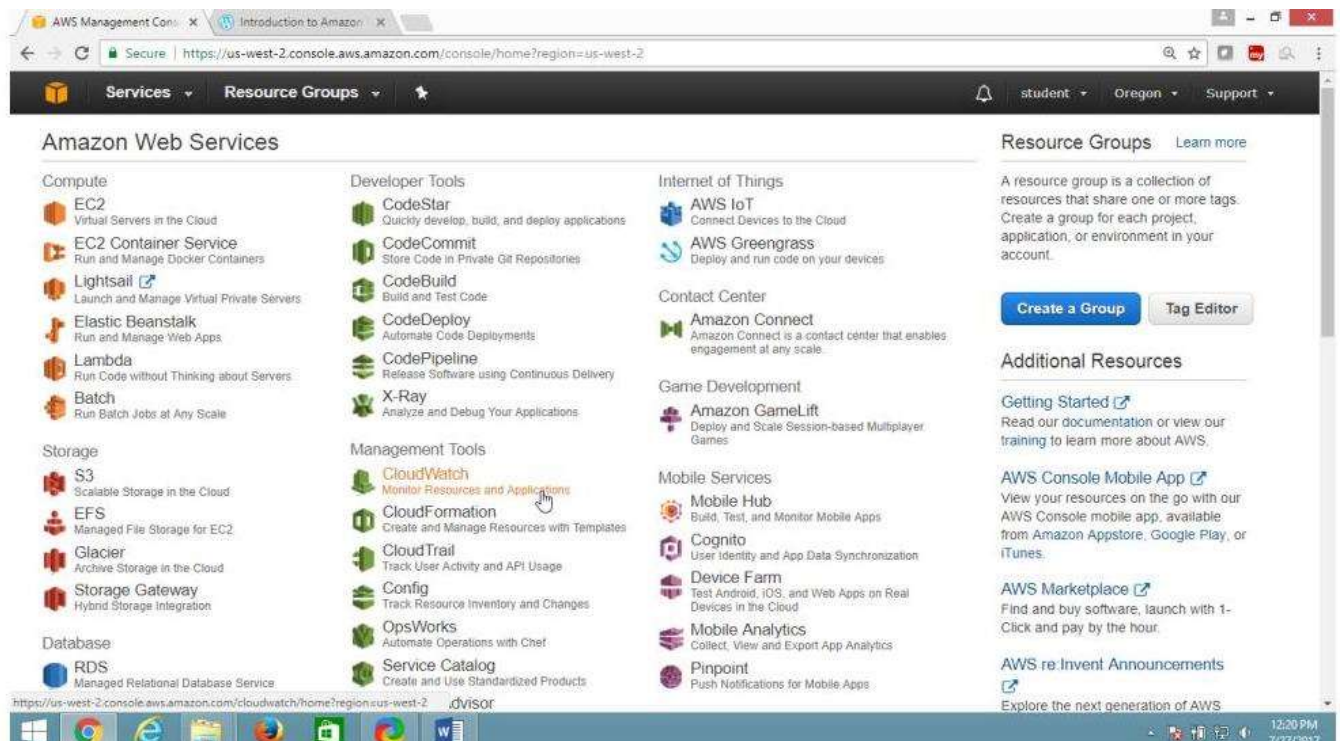 AWS Management Cons
Introduction to Amazon
Secure | https://us-west-2.console.aws.amazon.com/console/home?region=us-west-2
Services
Resource Groups
student
Oregon
Support
Amazon Web Services
Compute
EC2
Virtual Servers in the Cloud
EC2 Container Service
Run and Manage Docker Containers
Lightsail
Launch and Manage Virtual Private Servers
Elastic Beanstalk
Run and Manage Web Apps
Lambda
Run Code without Thinking about Servers
Batch
Run Batch Jobs at Any Scale
Storage
S3
Scalable Storage in the Cloud
EFS
Managed File Storage for EC2
Glacier
Archive Storage in the Cloud
Storage Gateway
Hybrid Storage Integration
Database
RDS
Managed Relational Database Service
Developer Tools
CodeStar
Quickly develop, build, and deploy applications
CodeCommit
Store Code in Private Git Repositories
CodeBuild
Build and Test Code
CodeDeploy
Automate Code Deployments
CodePipeline
Release Software using Continuous Delivery
X-Ray
Analyze and Debug Your Applications
Management Tools
CloudWatch
Monitor Resources and Applications
CloudFormation
Create and Manage Resources with Templates
CloudTrail
Track User Activity and API Usage
Config
Track Resource Inventory and Changes
OpsWorks
Automate Operations with Chef
Service Catalog
Create and Use Standardized Products
dvisor
Internet of Things
AWS IoT
Connect Devices to the Cloud
AWS Greengrass
Deploy and run code on your devices
Contact Center
Amazon Connect
Amazon Connect is a contact center that enables
engagement at any scale.
Game Development
Amazon GameLift
Deploy and Scale Session-based Multiplayer
Games
Mobile Services
Mobile Hub
Build, Test, and Monitor Mobile Apps
Cognito
User Identity and App Data Synchronization
Device Farm
Test Android, iOS, and Web Apps on Real
Devices in the Cloud
Mobile Analytics
Collect, View and Export App Analytics
Pinpoint
Push Notifications for Mobile Apps
Resource Groups
Learn more
A resource group is a collection of
resources that share one or more tags.
Create a group for each project,
application, or environment in your
account.
Create a Group
Tag Editor
Additional Resources
Getting Started
Read our documentation or view our
training to learn more about AWS.
AWS Console Mobile App
View your resources on the go with our
AWS Console mobile app, available
from Amazon Appstore, Google Play, or
iTunes.
AWS Marketplace
Find and buy software, launch with 1-
Click and pay by the hour.
AWS re:Invent Announcements
Explore the next generation of AWS
https://us-west-2.console.aws.amazon.com/cloudwatch/home?region=us-west-2
12:20 PM
7/27/2017